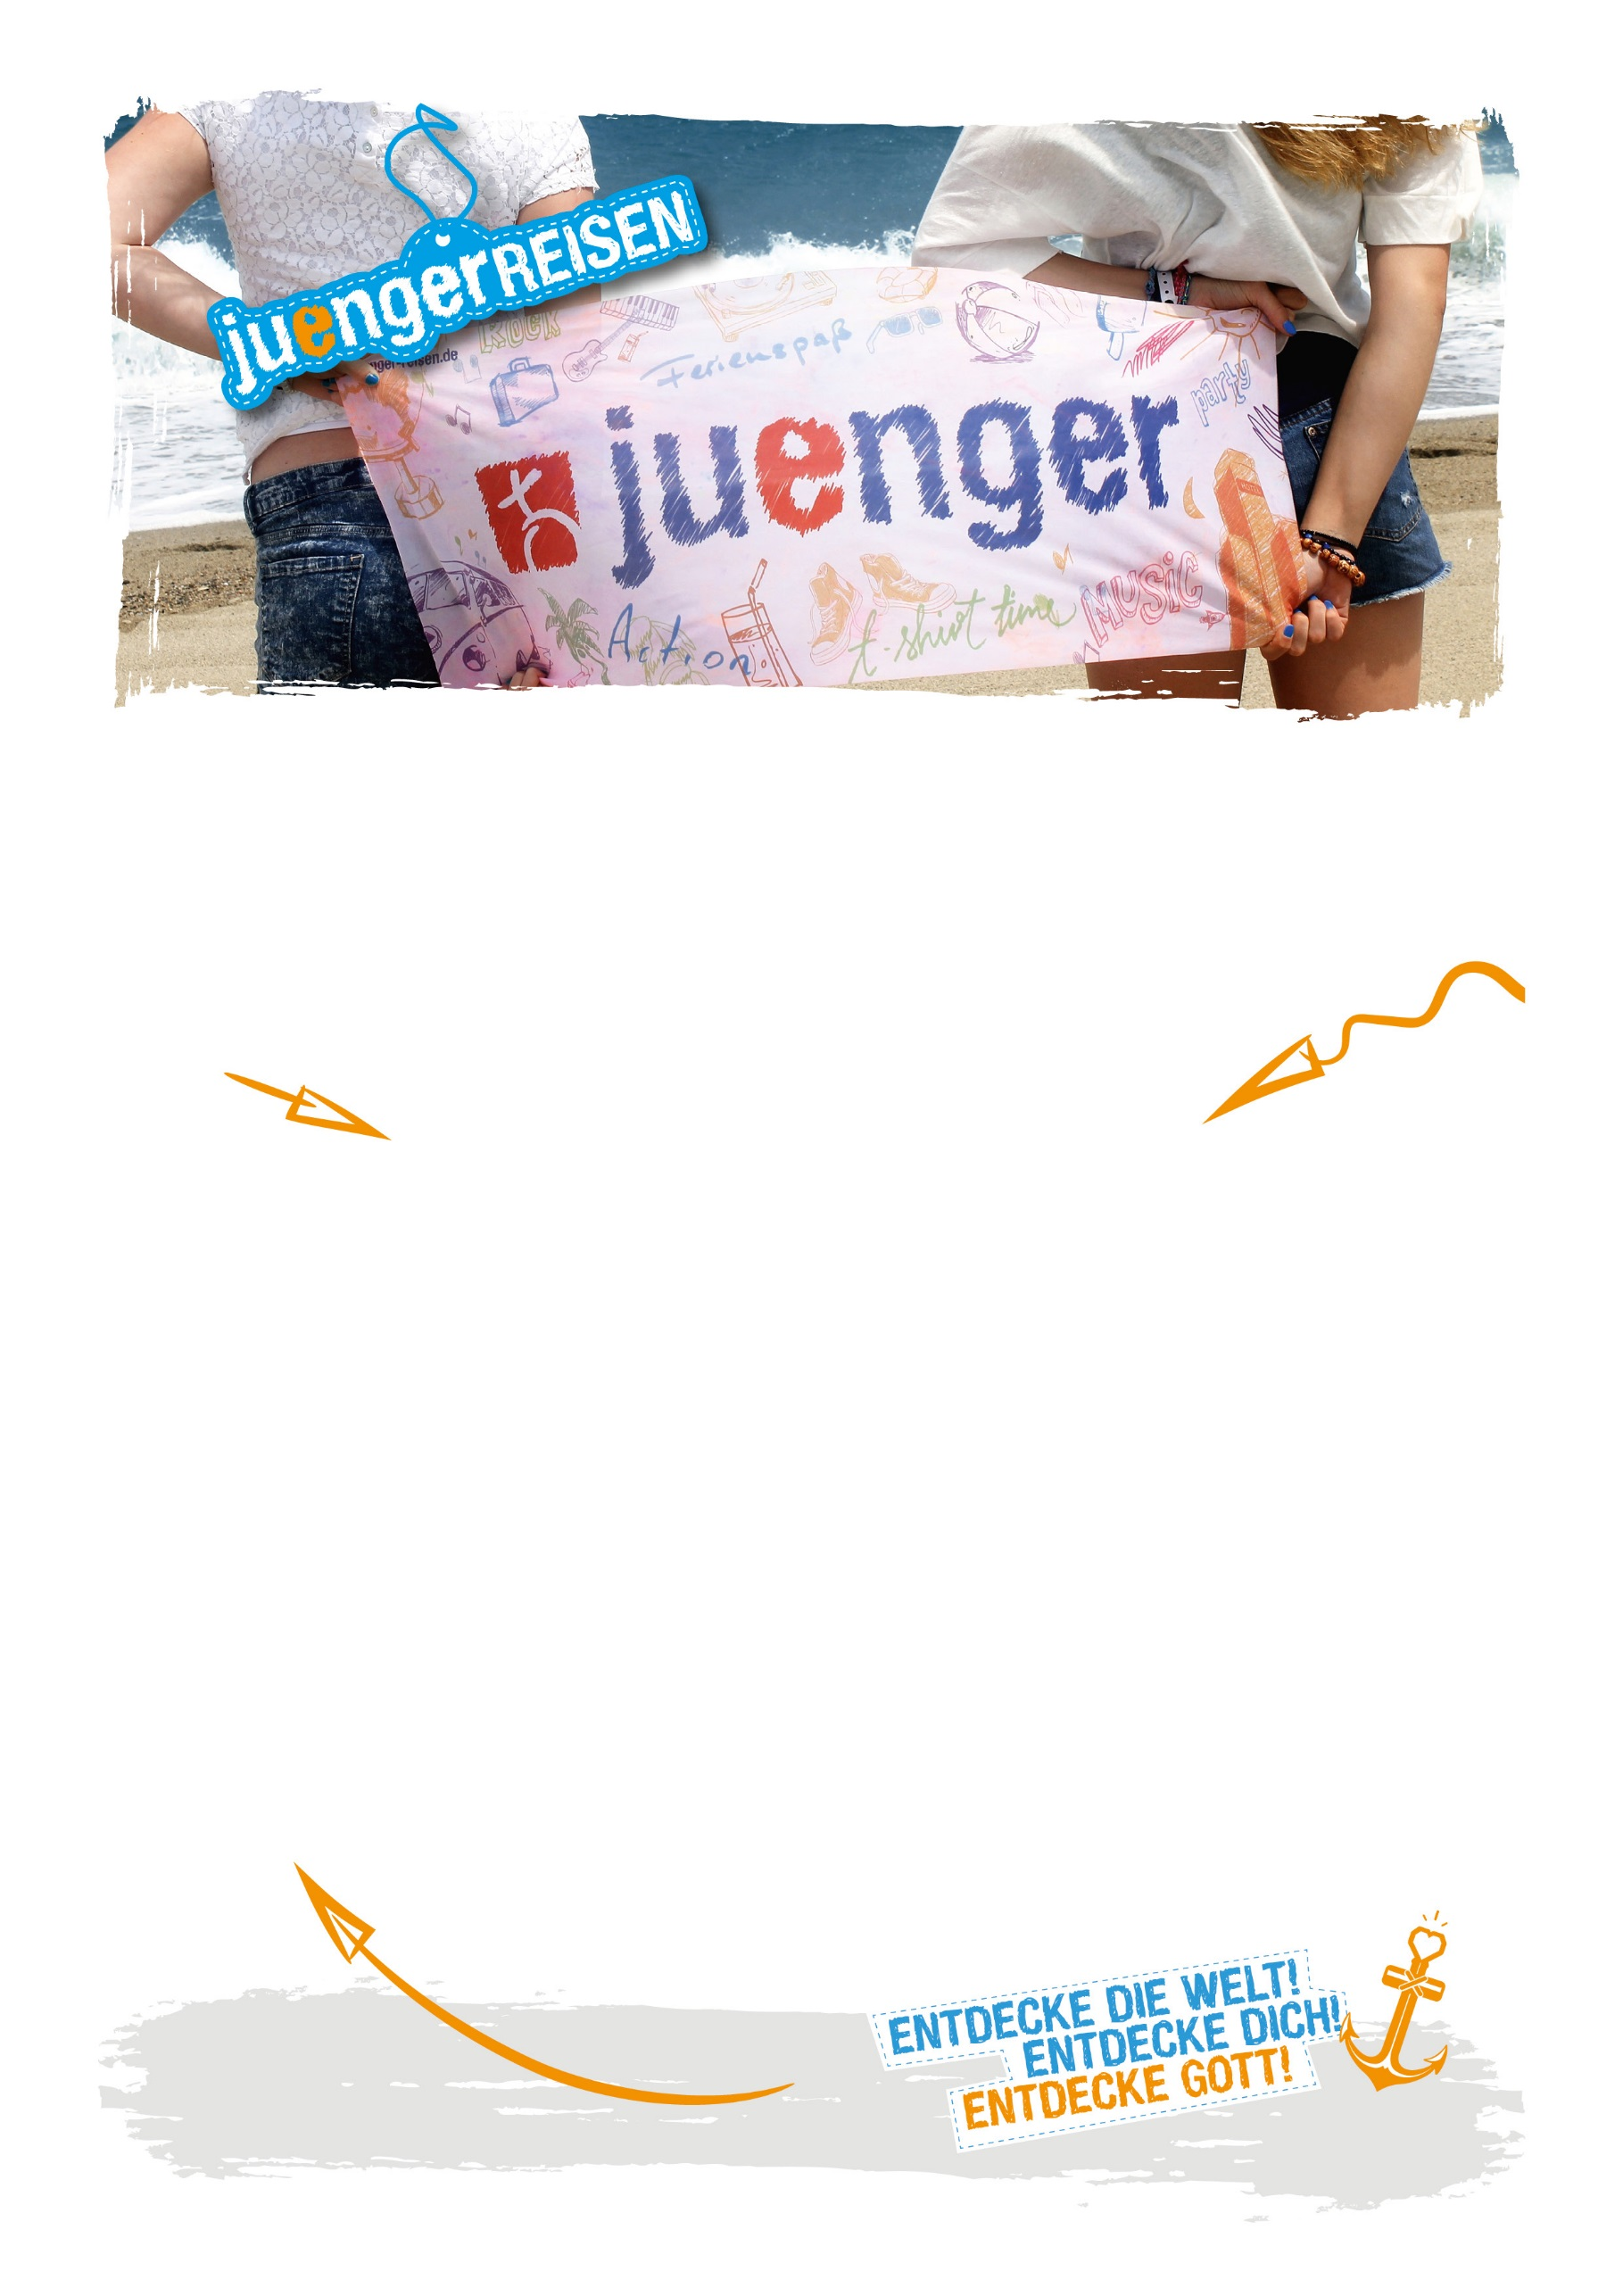 juengerREISEN
ROCK
Ferienspaß
party
juenger
Action
t-shirt time
MUSIC
ENTDECKE DIE WELT!
ENTDECKE DICH!
ENTDECKE GOTT!